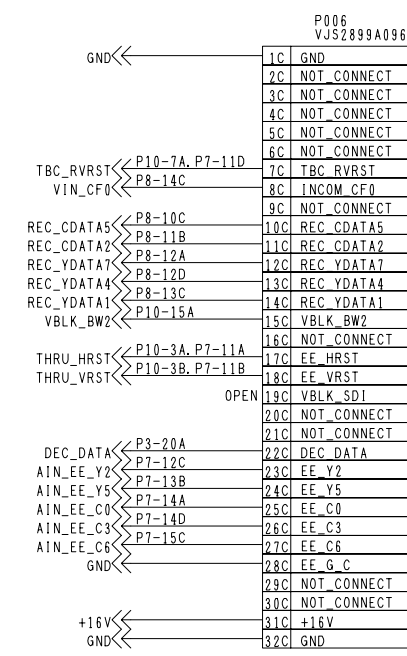 P006
VJS2899A096
GND 1C GND
2C NOT_CONNECT
3C NOT_CONNECT
4C NOT_CONNECT
5C NOT_CONNECT
6C NOT_CONNECT
TBC_RVRST P10-7A. P7-11D 7C TBC_RVRST
VIN_CF0 P8-14C 8C INCOM_CF0
9C NOT_CONNECT
REC_CDATA5 P8-10C 10C REC_CDATA5
REC_CDATA2 P8-11B 11C REC_CDATA2
REC_YDATA7 P8-12A 12C REC_YDATA7
REC_YDATA4 P8-12D 13C REC_YDATA4
REC_YDATA1 P8-13C 14C REC_YDATA1
VBLK_BW2 P10-15A 15C VBLK_BW2
16C NOT_CONNECT
THRU_HRST P10-3A. P7-11A 17C EE_HRST
THRU_VRST P10-3B. P7-11B 18C EE_VRST
OPEN 19C VBLK_SDI
20C NOT_CONNECT
21C NOT_CONNECT
DEC_DATA P3-20A 22C DEC_DATA
AIN_EE_Y2 P7-12C 23C EE_Y2
AIN_EE_Y5 P7-13B 24C EE_Y5
AIN_EE_C0 P7-14A 25C EE_C0
AIN_EE_C3 P7-14D 26C EE_C3
AIN_EE_C6 P7-15C 27C EE_C6
GND 28C EE_G_C
29C NOT_CONNECT
30C NOT_CONNECT
+16V 31C +16V
GND 32C GND